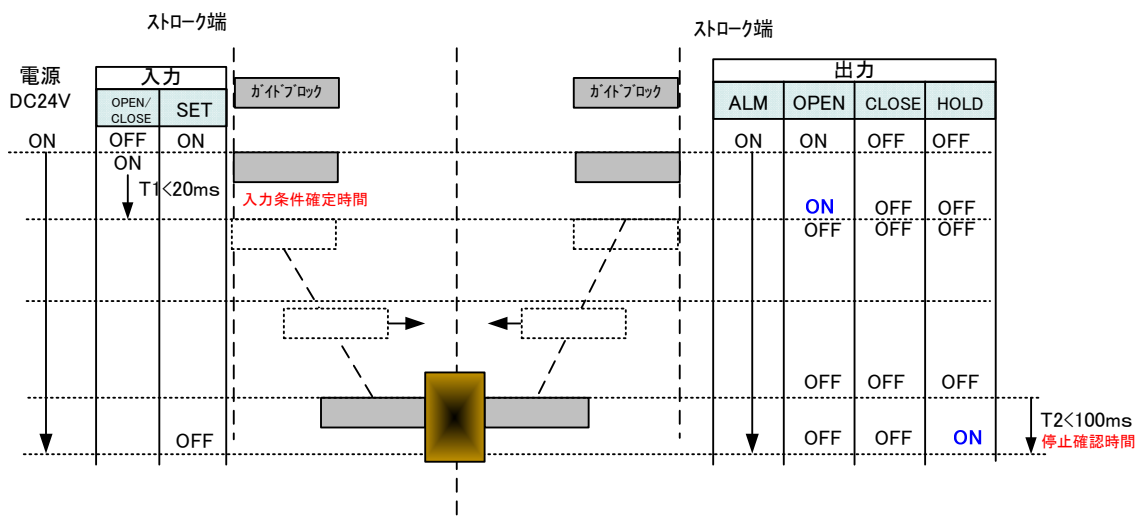 ストローク端
ストローク端
電源
DC24V
入力
OPEN/
CLOSE
SET
ガイドブロック
ガイドブロック
出力
ALM
OPEN
CLOSE
HOLD
ON
OFF
ON
ON
ON
OFF
OFF
ON
T1<20ms
入力条件確定時間
ON
OFF
OFF
OFF
OFF
OFF
OFF
OFF
OFF
T2<100ms
停止確認時間
OFF
OFF
OFF
ON